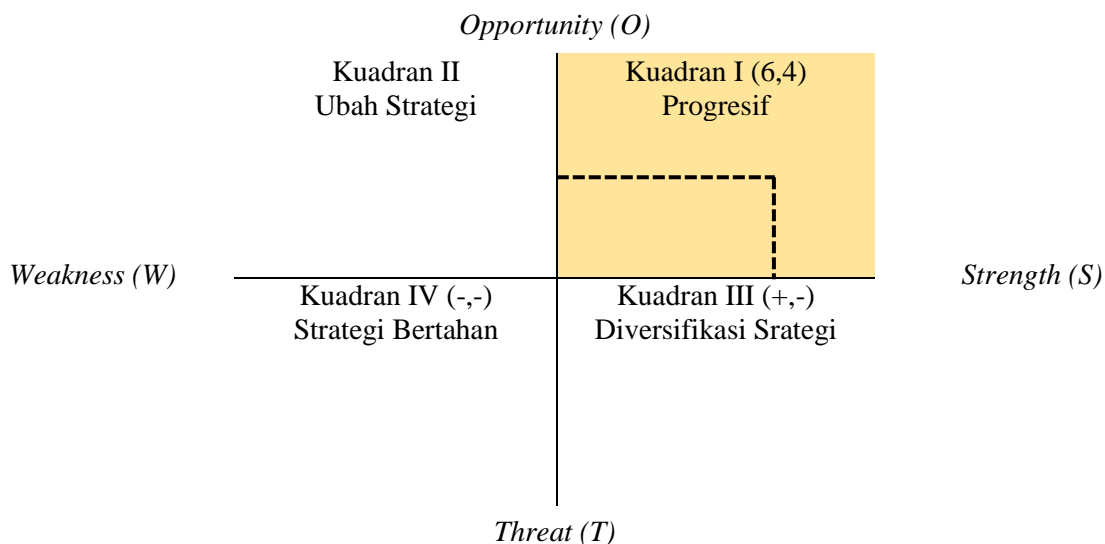 Opportunity (O)
Kuadran II
Ubah Strategi
Kuadran I (6,4)
Progresif
Weakness (W)
Strength (S)
Kuadran IV (-,-)
Strategi Bertahan
Kuadran III (+,-)
Diversifikasi Srategi
Threat (T)